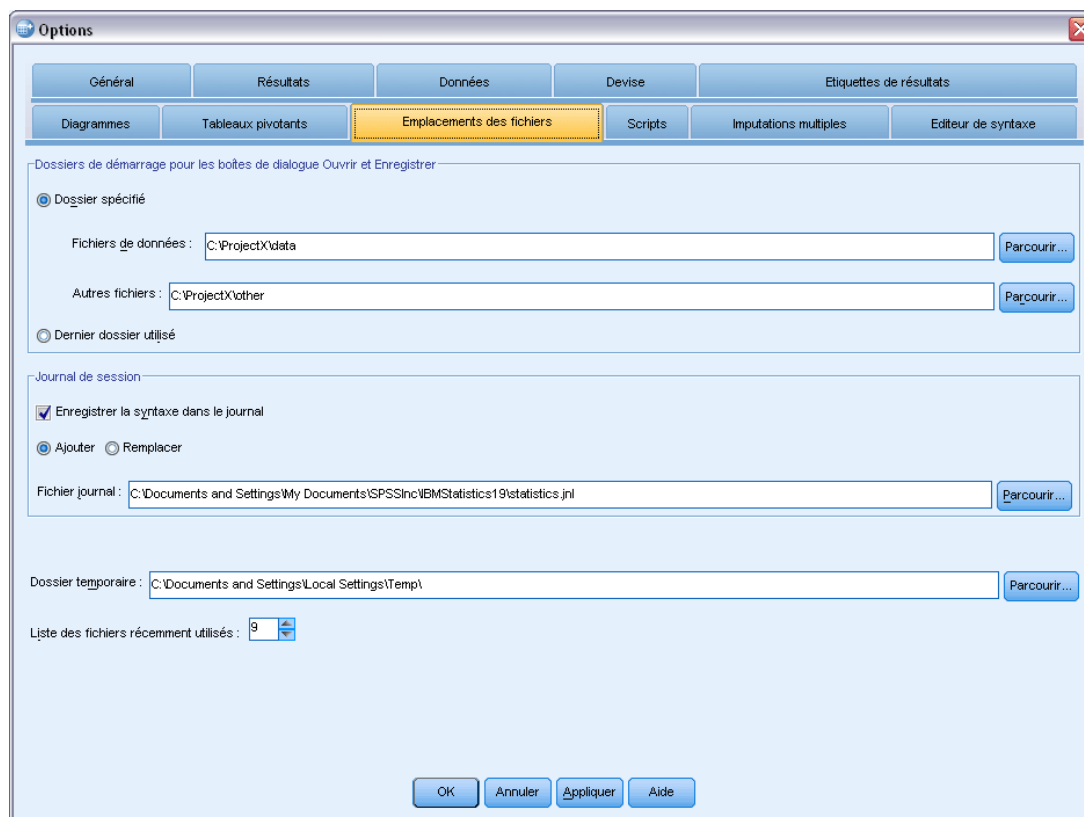 Options
Général Résultats Données Devise Etiquettes de résultats
Diagrammes Tableaux pivotants Emplacements des fichiers Scripts Imputations multiples Editeur de syntaxe
Dossiers de démarrage pour les boîtes de dialogue Ouvrir et Enregistrer
Dossier spécifié
Fichiers de données : C:\ProjectX\data Parcourir...
Autres fichiers : C:\ProjectX\other Parcourir...
Dernier dossier utilisé
Journal de session
Enregistrer la syntaxe dans le journal
Ajouter Remplacer
Fichier journal : C:\Documents and Settings\My Documents\SPSSInc\IBMStatistics19\statistics.jnl Parcourir...
Dossier temporaire : C:\Documents and Settings\Local Settings\Temp\ Parcourir...
Liste des fichiers récemment utilisés : 9
OK Annuler Appliquer Aide